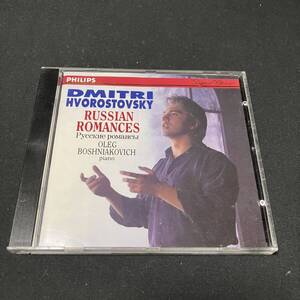 PHILIPS
DMITRI
HVOROSTOVSKY
RUSSIAN
ROMANCES
Русские романсы
OLEG
BOSHNIAKOVICH
piano